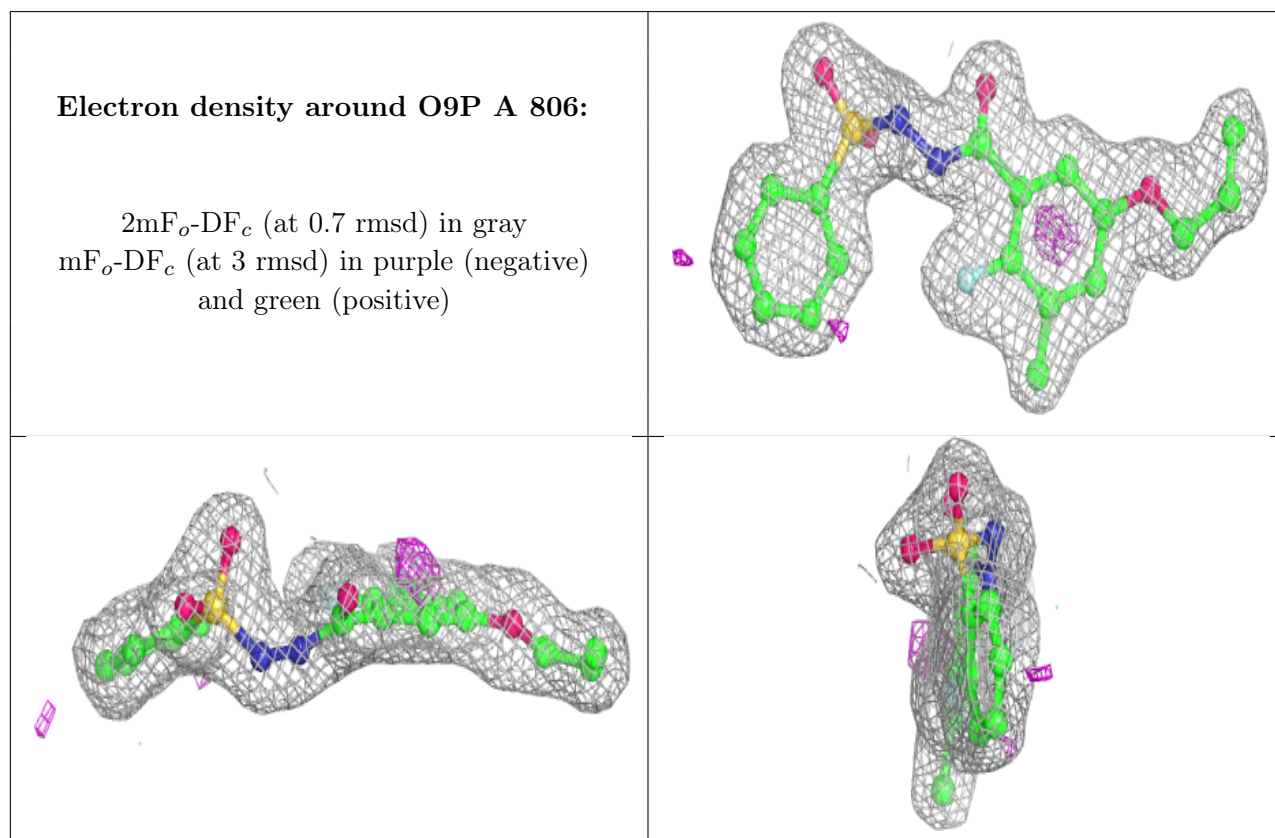 Electron density around O9P A 806:
2mFo-DFc (at 0.7 rmsd) in gray
mFo-DFc (at 3 rmsd) in purple (negative)
and green (positive)